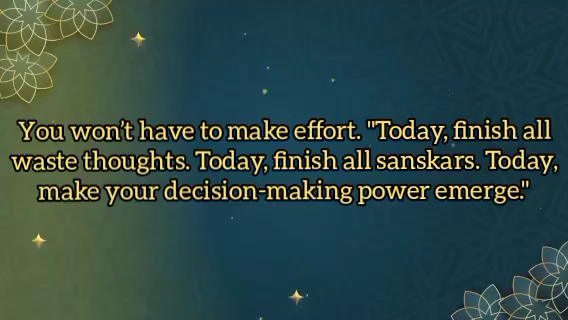 You won’t have to make effort. "Today, finish all
waste thoughts. Today, finish all sanskars. Today,
make your decision-making power emerge."